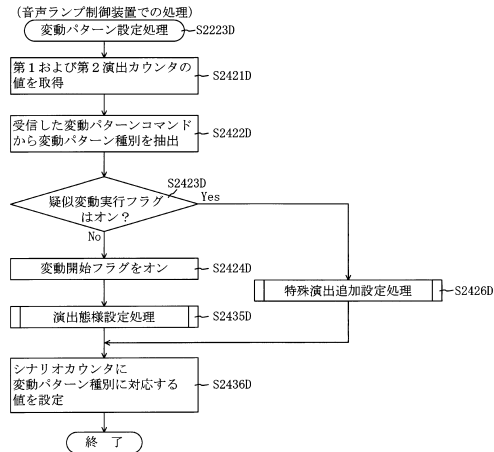 (音声ランプ制御装置での処理)
変動パターン設定処理
S2223D
第1および第2演出カウンタの
値を取得
S2421D
受信した変動パターンコマンド
から変動パターン種別を抽出
S2422D
S2423D
疑似変動実行フラグ
はオン?
Yes
No
変動開始フラグをオン
S2424D
特殊演出追加設定処理
S2426D
演出態様設定処理
S2435D
シナリオカウンタに
変動パターン種別に対応する
値を設定
S2436D
終 了